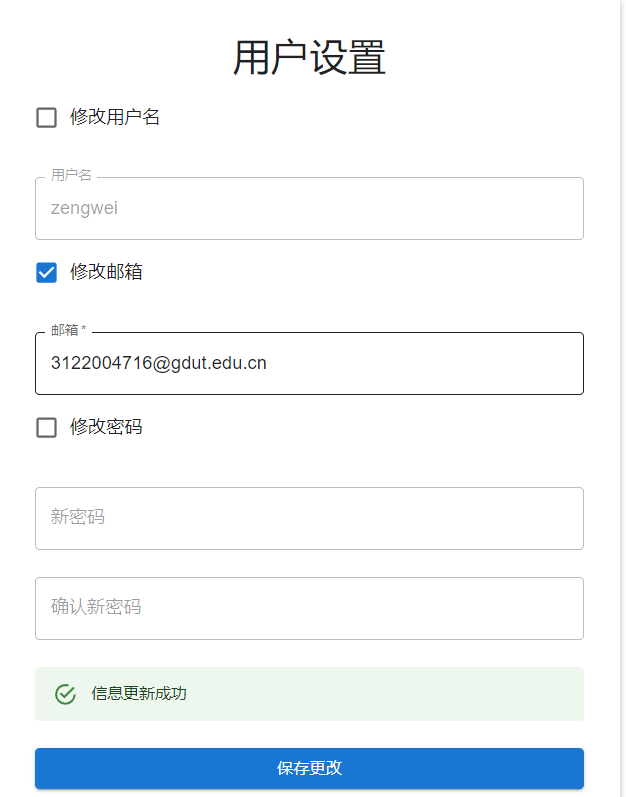 用户设置
修改用户名
用户名
zengwei
修改邮箱
邮箱 *
3122004716@gdut.edu.cn
修改密码
新密码
确认新密码
信息更新成功
保存更改